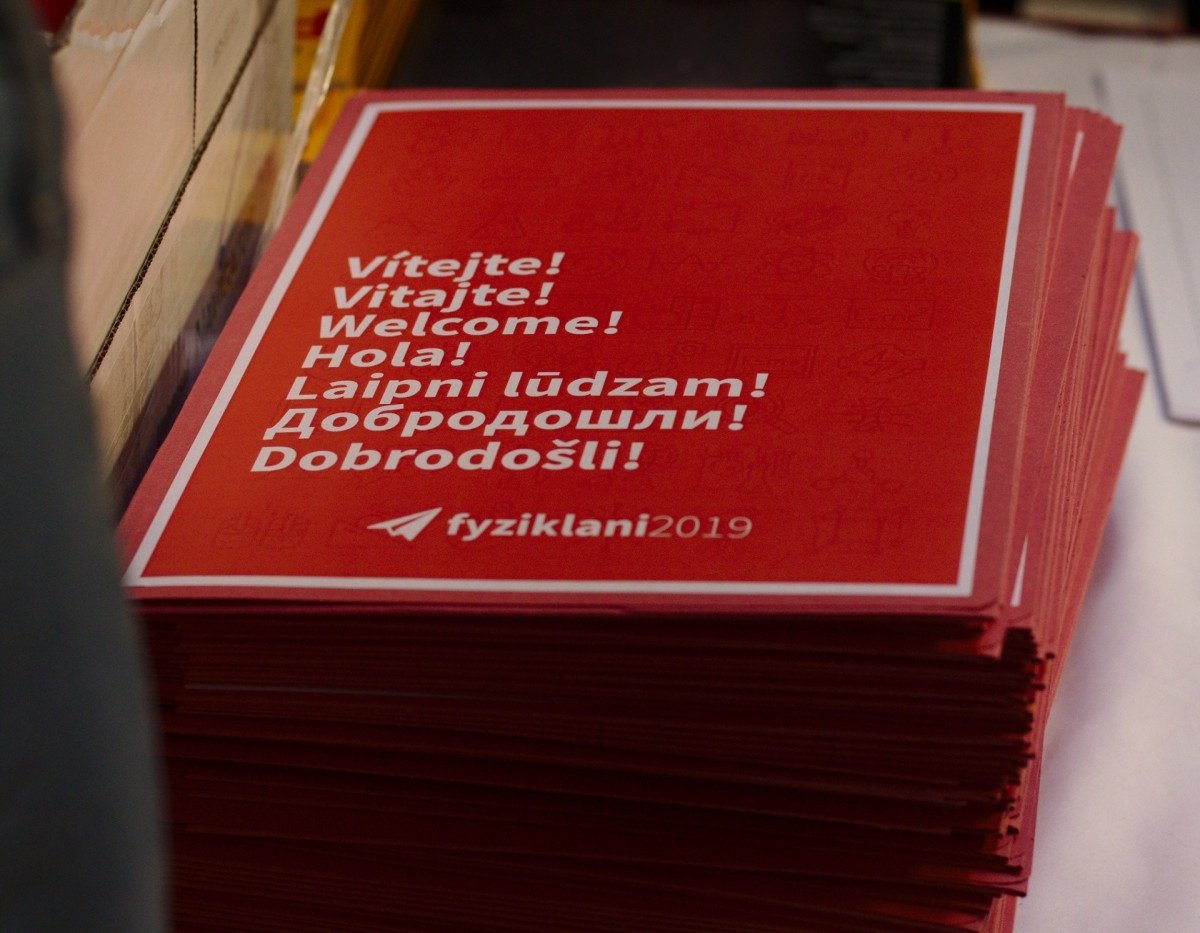 Vítejte!
Vitajte!
Welcome!
Hola!
Laipni lūdzam!
Добродошли!
Dobrodošli!
fyziklani2019